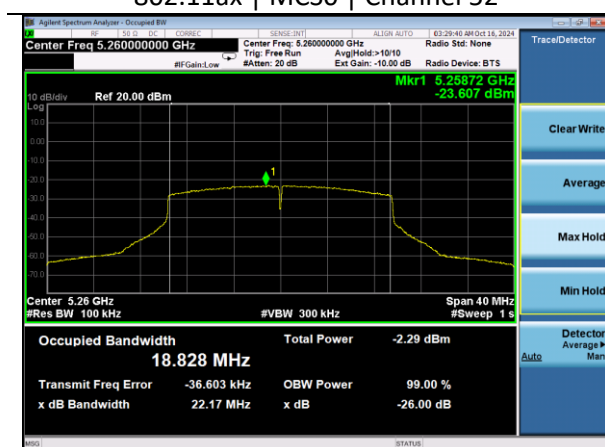 802.11ax | MCS0 | Channel 52
Agilent Spectrum Analyzer - Occupied BW
RF 50 Ω DC CORREC SENSE:INT ALIGN AUTO 03:29:40 AM Oct 16, 2024
Center Freq 5.260000000 GHz
Center Freq: 5.260000000 GHz
Radio Std: None
Trig: Free Run Avg|Hold:>10/10
#IFGain:Low #Atten: 20 dB Ext Gain: -10.00 dB Radio Device: BTS
Trace/Detector
Mkr1 5.25872 GHz
-23.607 dBm
10 dB/div Ref 20.00 dBm
Log
10.0
0.00
-10.0
-20.0
-30.0
-40.0
-50.0
-60.0
-70.0
1
Center 5.26 GHz Span 40 MHz
#Res BW 100 kHz #VBW 300 kHz #Sweep 1 s
Occupied Bandwidth Total Power -2.29 dBm
18.828 MHz
Transmit Freq Error -36.603 kHz OBW Power 99.00 %
x dB Bandwidth 22.17 MHz x dB -26.00 dB
Clear Write
Average
Max Hold
Min Hold
Detector
Average
Auto Man
MSG STATUS